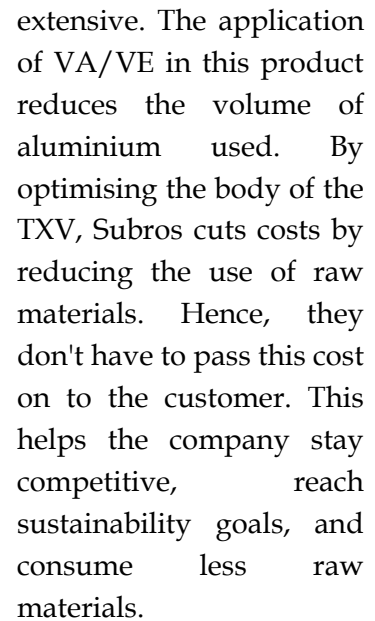 extensive. The application
of VA/VE in this product
reduces the volume of
aluminium used. By
optimising the body of the
TXV, Subros cuts costs by
reducing the use of raw
materials. Hence, they
don't have to pass this cost
on to the customer. This
helps the company stay
competitive, reach
sustainability goals, and
consume less raw
materials.